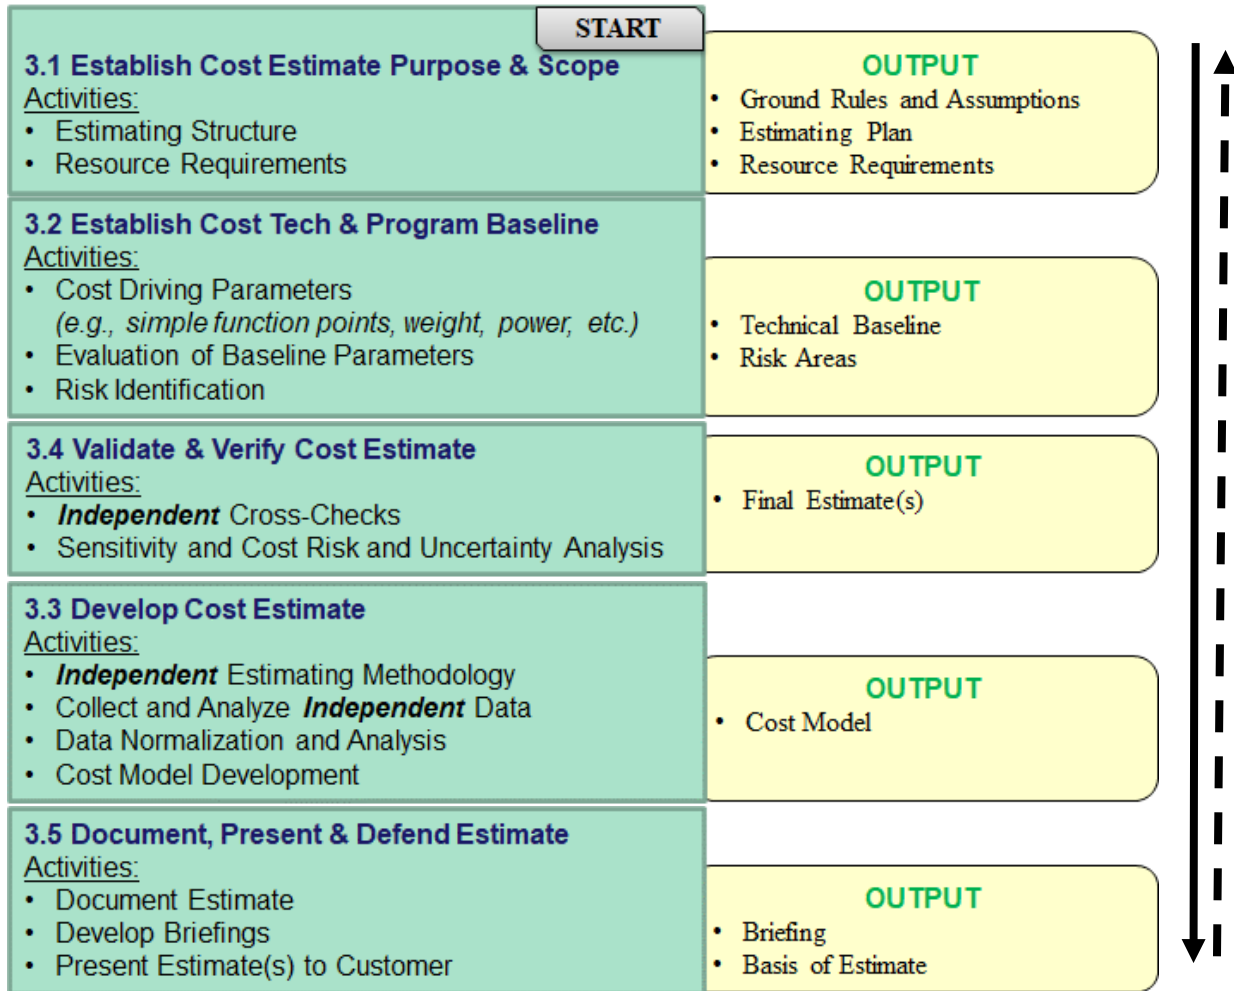 START
3.1 Establish Cost Estimate Purpose & Scope
Activities:
• Estimating Structure
• Resource Requirements
OUTPUT
• Ground Rules and Assumptions
• Estimating Plan
• Resource Requirements
3.2 Establish Cost Tech & Program Baseline
Activities:
• Cost Driving Parameters
(e.g., simple function points, weight, power, etc.)
• Evaluation of Baseline Parameters
• Risk Identification
OUTPUT
• Technical Baseline
• Risk Areas
3.4 Validate & Verify Cost Estimate
Activities:
• Independent Cross-Checks
• Sensitivity and Cost Risk and Uncertainty Analysis
OUTPUT
• Final Estimate(s)
3.3 Develop Cost Estimate
Activities:
• Independent Estimating Methodology
• Collect and Analyze Independent Data
• Data Normalization and Analysis
• Cost Model Development
OUTPUT
• Cost Model
3.5 Document, Present & Defend Estimate
Activities:
• Document Estimate
• Develop Briefings
• Present Estimate(s) to Customer
OUTPUT
• Briefing
• Basis of Estimate